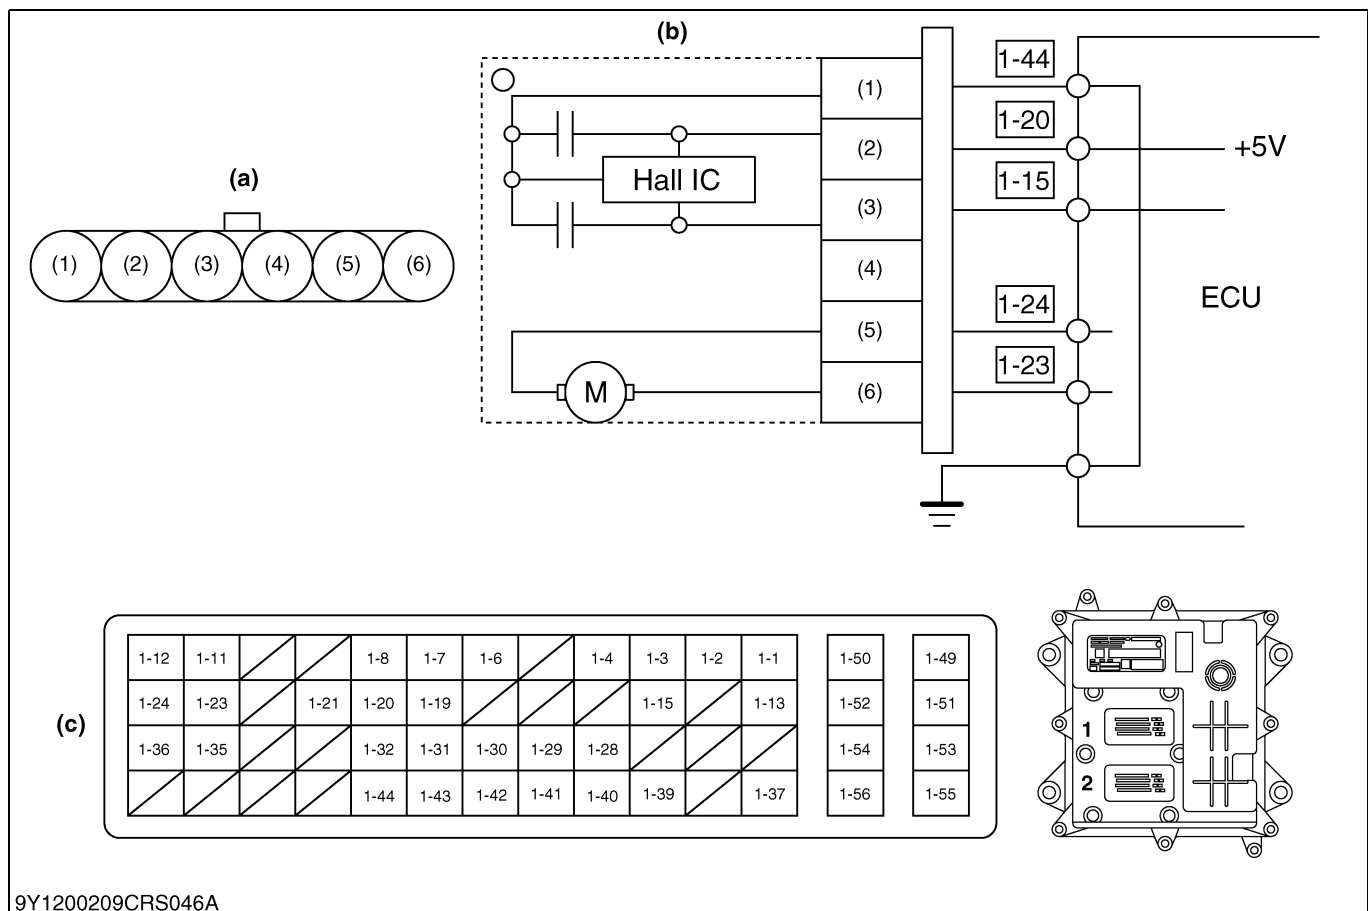 (a)
(1) (2) (3) (4) (5) (6)
(b)
(1)
(2)
(3)
(4)
(5)
(6)
Hall IC
M
1-44
1-20
1-15
1-24
1-23
+5V
ECU
(c)
1-12 1-11 1-8 1-7 1-6 1-4 1-3 1-2 1-1 1-50 1-49
1-24 1-23 1-21 1-20 1-19 1-15 1-13 1-52 1-51
1-36 1-35 1-32 1-31 1-30 1-29 1-28 1-54 1-53
1-44 1-43 1-42 1-41 1-40 1-39 1-37 1-56 1-55
1
2
9Y1200209CRS046A